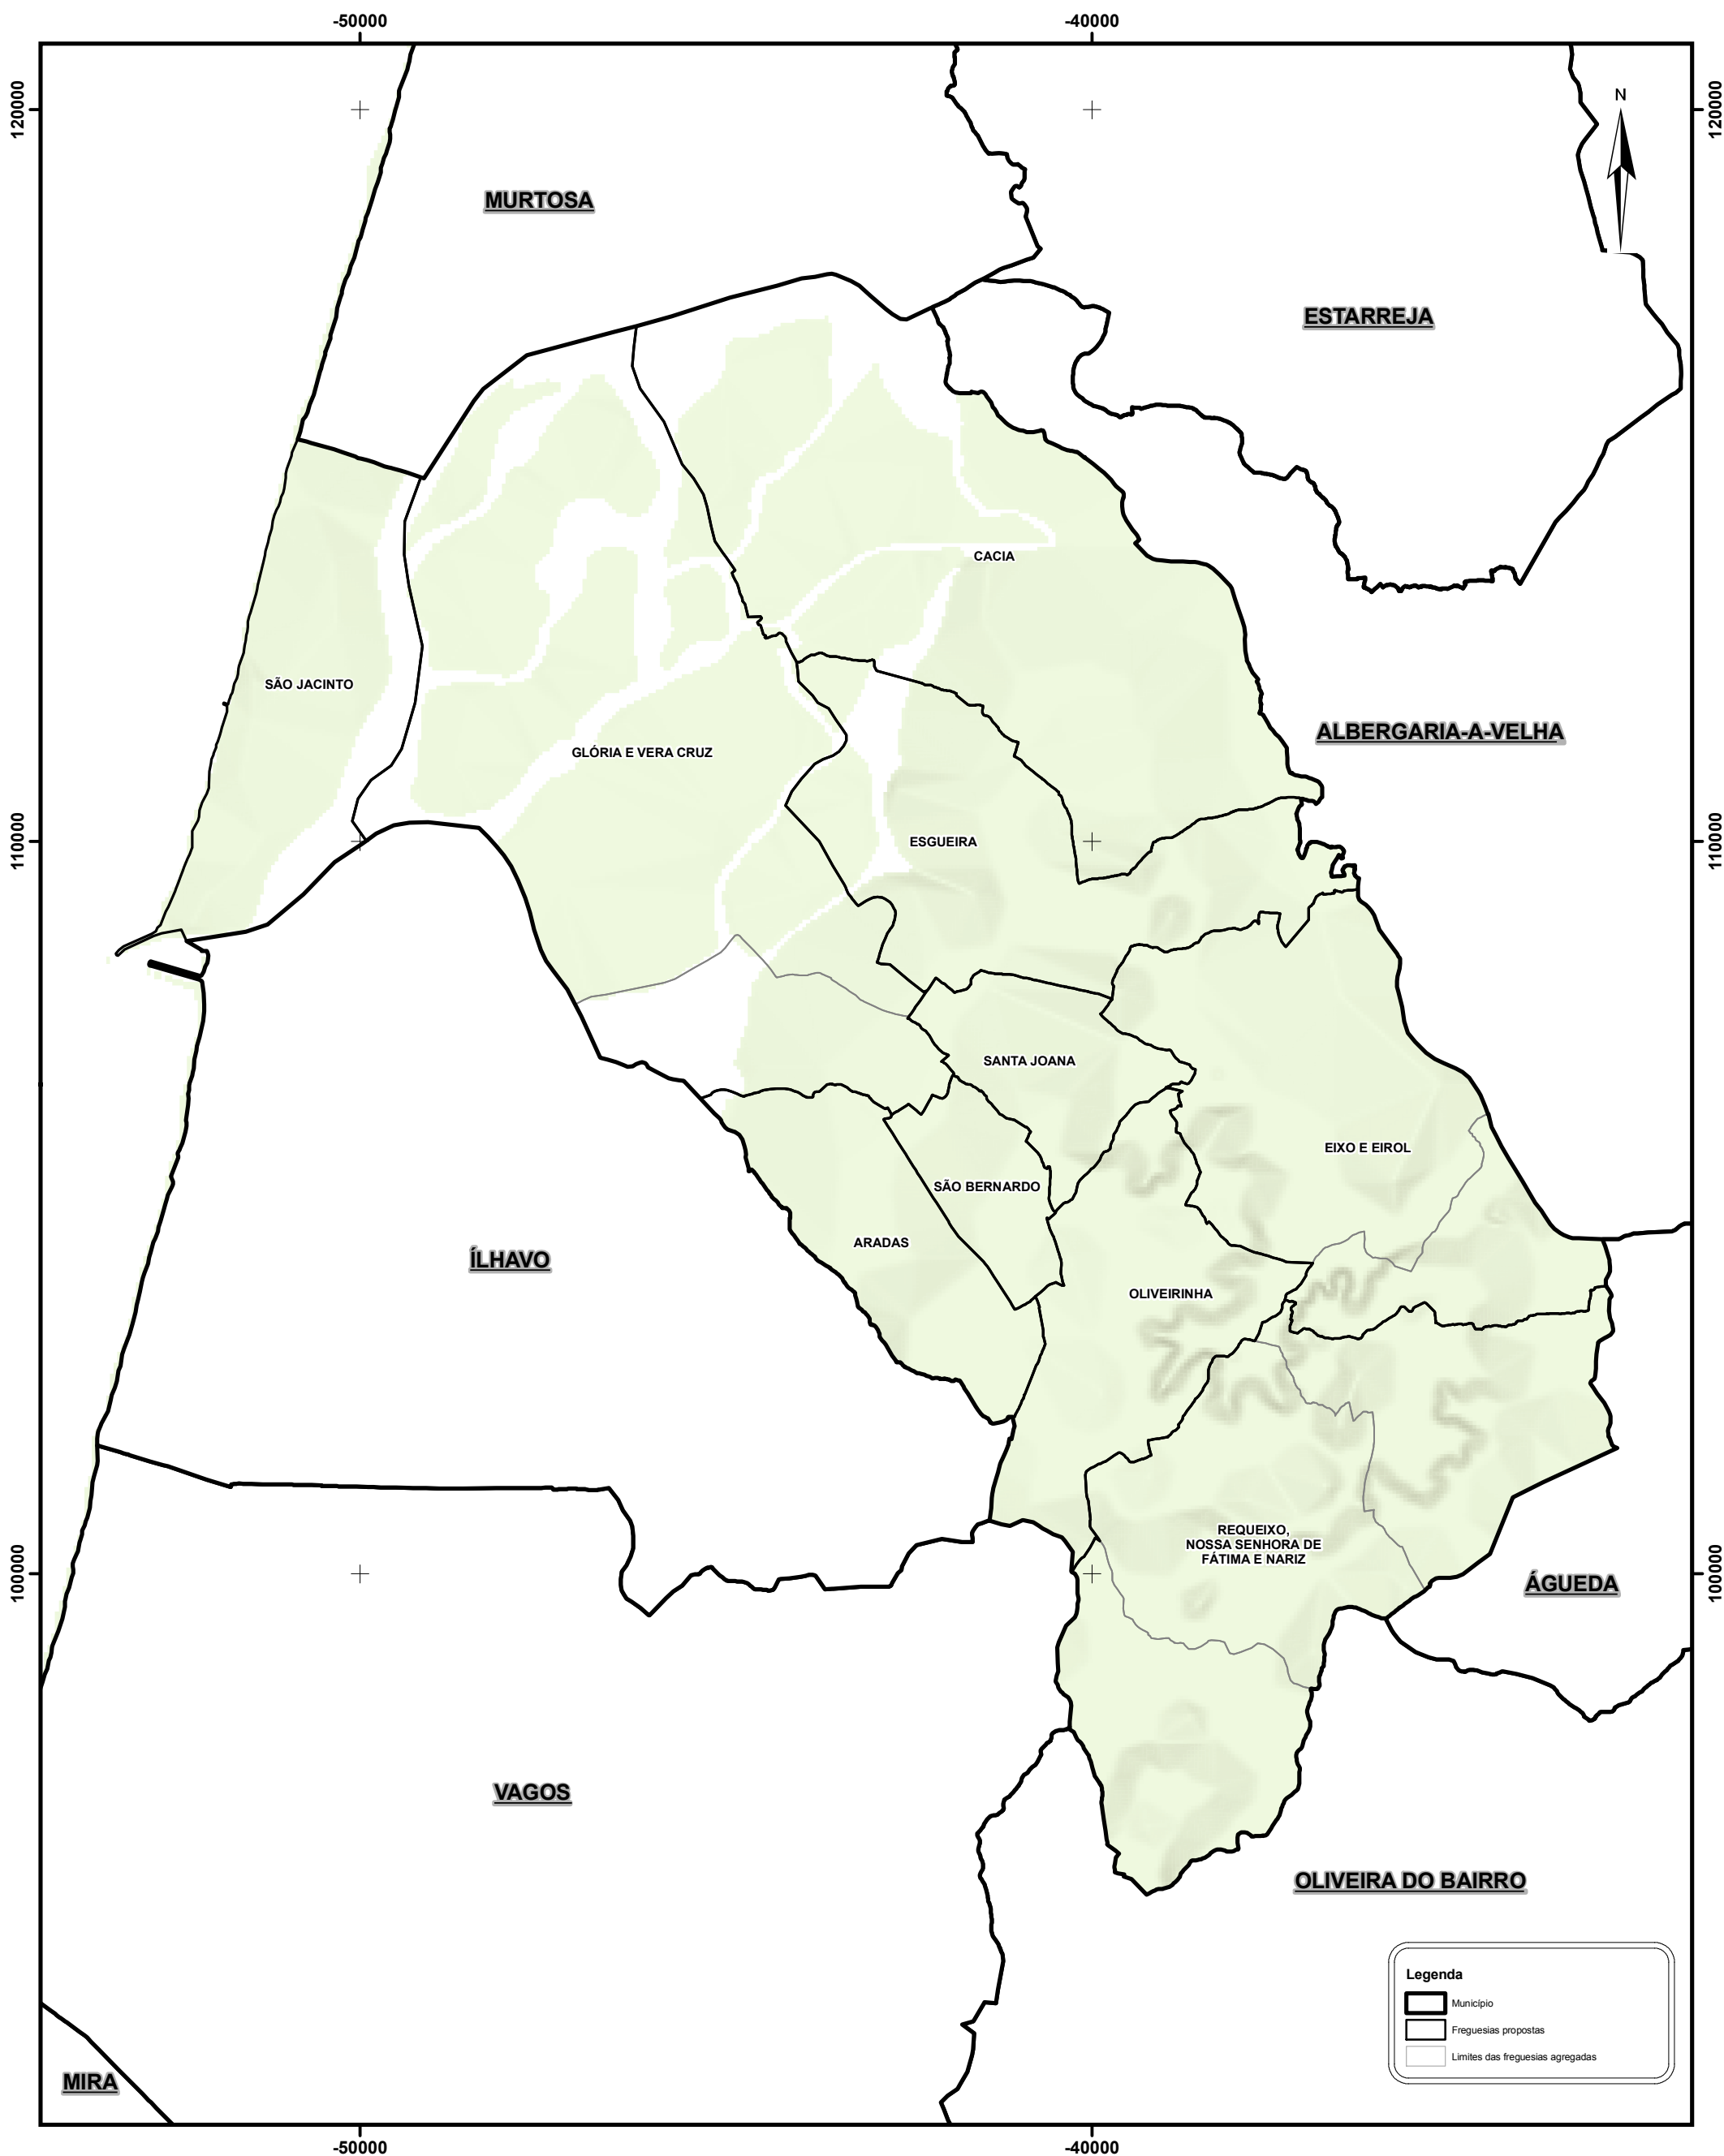 -50000
-40000
120000
120000
N
MURTOSA
ESTARREJA
CACIA
SÃO JACINTO
ALBERGARIA-A-VELHA
GLÓRIA E VERA CRUZ
110000
ESGUEIRA
110000
SANTA JOANA
EIXO E EIROL
SÃO BERNARDO
ARADAS
ÍLHAVO
OLIVEIRINHA
REQUEIXO,
NOSSA SENHORA DE
FÁTIMA E NARIZ
100000
ÁGUEDA
100000
VAGOS
OLIVEIRA DO BAIRRO
Legenda
Município
Freguesias propostas
Limites das freguesias agregadas
MIRA
-50000
-40000